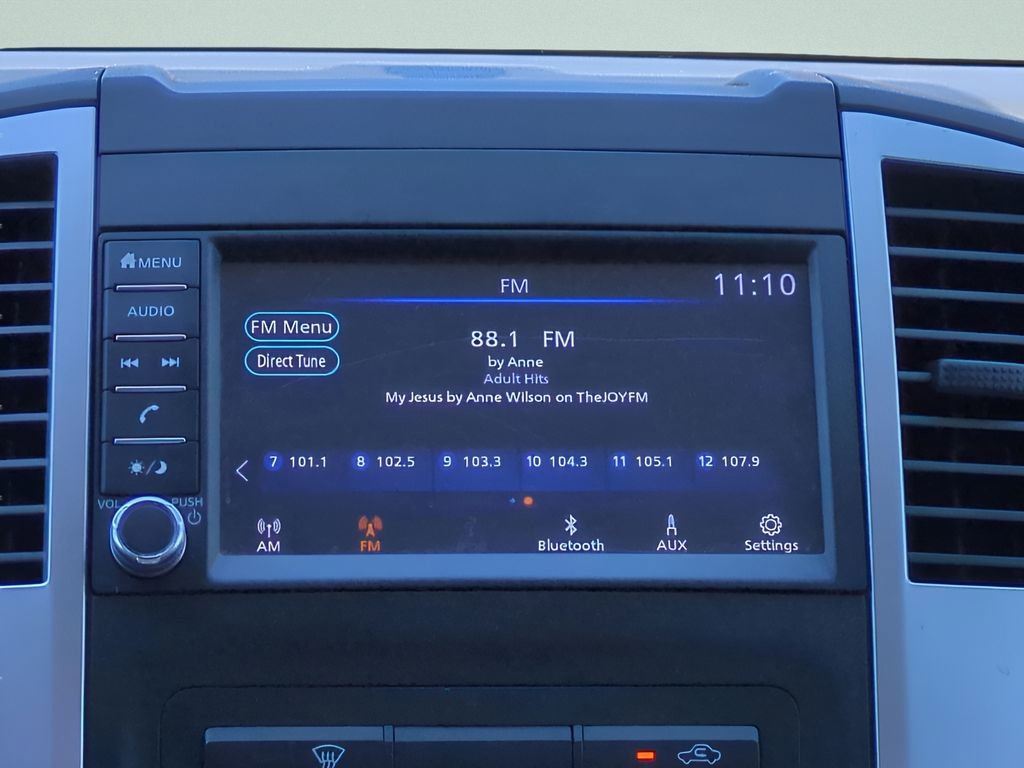 MENU
AUDIO
VOL
PUSH
FM
11:10
FM Menu
Direct Tune
88.1 FM
by Anne
Adult Hits
My Jesus by Anne WIlson on TheJOYFM
7 101.1 8 102.5 9 103.3 10 104.3 11 105.1 12 107.9
AM FM Bluetooth AUX Settings